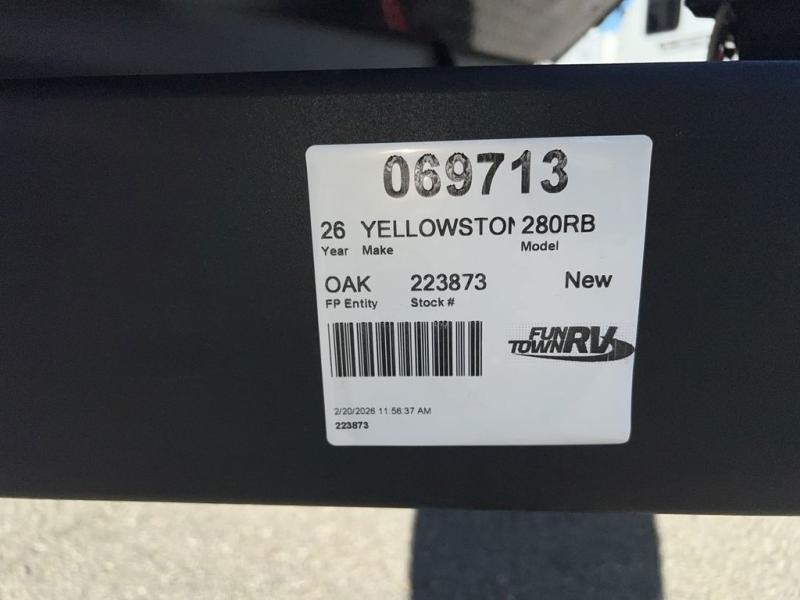 069713
26 YELLOWSTON 280RB
Year Make Model
OAK 223873 New
FP Entity Stock #
FUN TOWN RV
2/20/2026 11:56:37 AM
223873